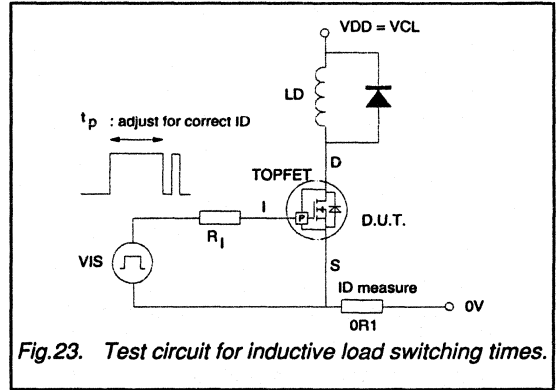 VDD = VCL
LD
tp : adjust for correct ID
D
TOPFET
P
I
RI
D.U.T.
VIS
S
ID measure
0V
0R1
Fig.23. Test circuit for inductive load switching times.